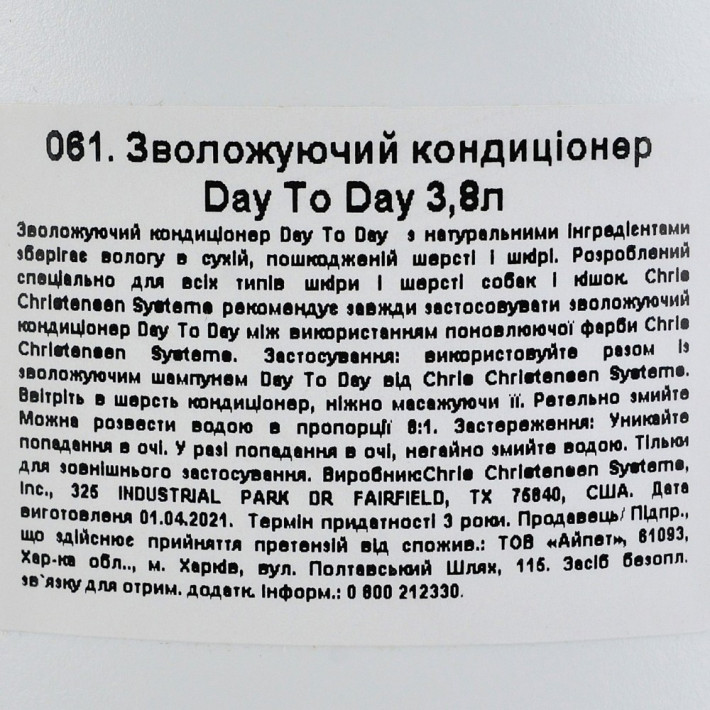 061. Зволожуючий кондиціонер
Day To Day 3,8л
Зволожуючий кондиціонер Day To Day з натуральними інгредієнтами
зберігає вологу в сухій, пошкодженій шерсті і шкірі. Розроблений
спеціально для всіх типів шкіри і шерсті собак і кішок. Chris
Christensen Systems рекомендує завжди застосовувати зволожуючий
кондиціонер Day To Day між використанням поновлюючої фарби Chris
Christensen Systems. Застосування: використовуйте разом із
зволожуючим шампунем Day To Day від Chris Christensen Systems.
Ввітріть в шерсть кондиціонер, ніжно масажуючи її. Ретельно змийте
Можна розвести водою в пропорції 8:1. Застереження: Уникайте
попадання в очі. У разі попадання в очі, негайно змийте водою. Тільки
для зовнішнього застосування. Виробник:Chris Christensen Systems,
Inc., 325 INDUSTRIAL PARK DR FAIRFIELD, TX 75840, США. Дата
виготовленя 01.04.2021. Термін придатності 3 роки. Продавець/ Підпр.,
що здійснює прийняття претензій від спожив.: ТОВ «Айпет», 61093,
Хар-ка обл.., м. Харків, вул. Полтавський Шлях, 115. Засіб безопл.
зв`язку для отрим. додатк. інформ.: 0 800 212330.